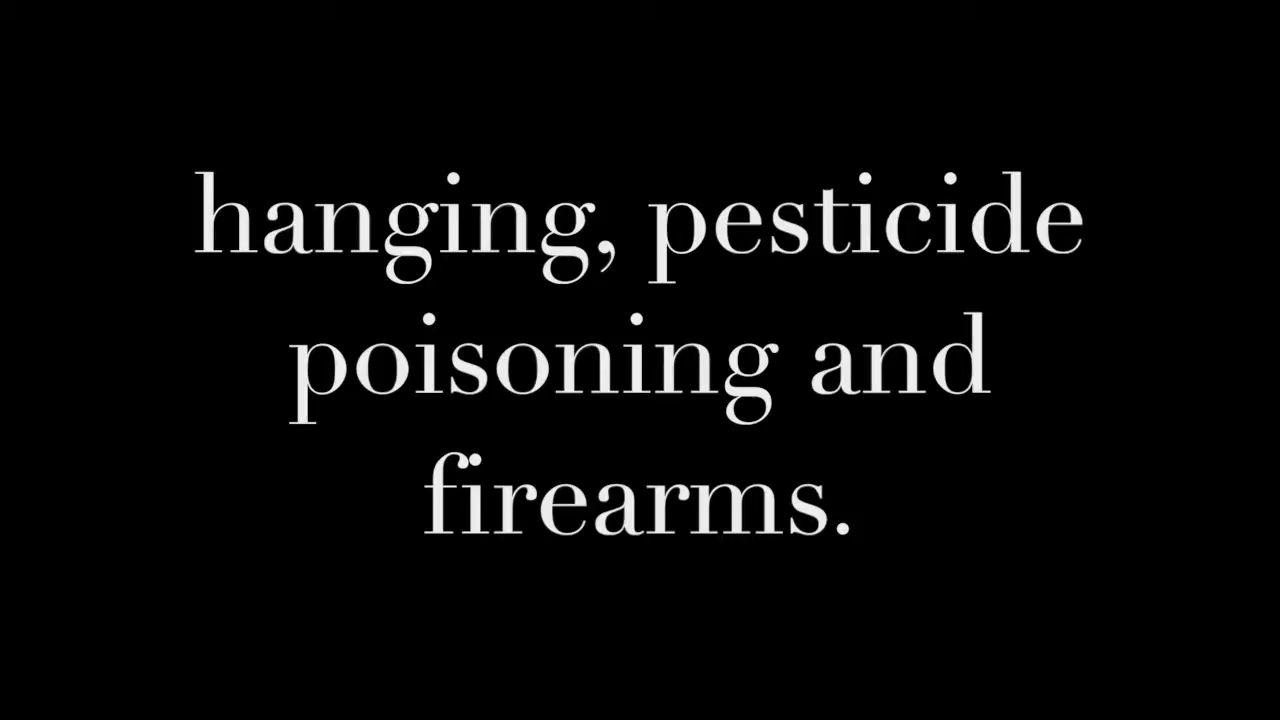 hanging, pesticide
poisoning and
firearms.